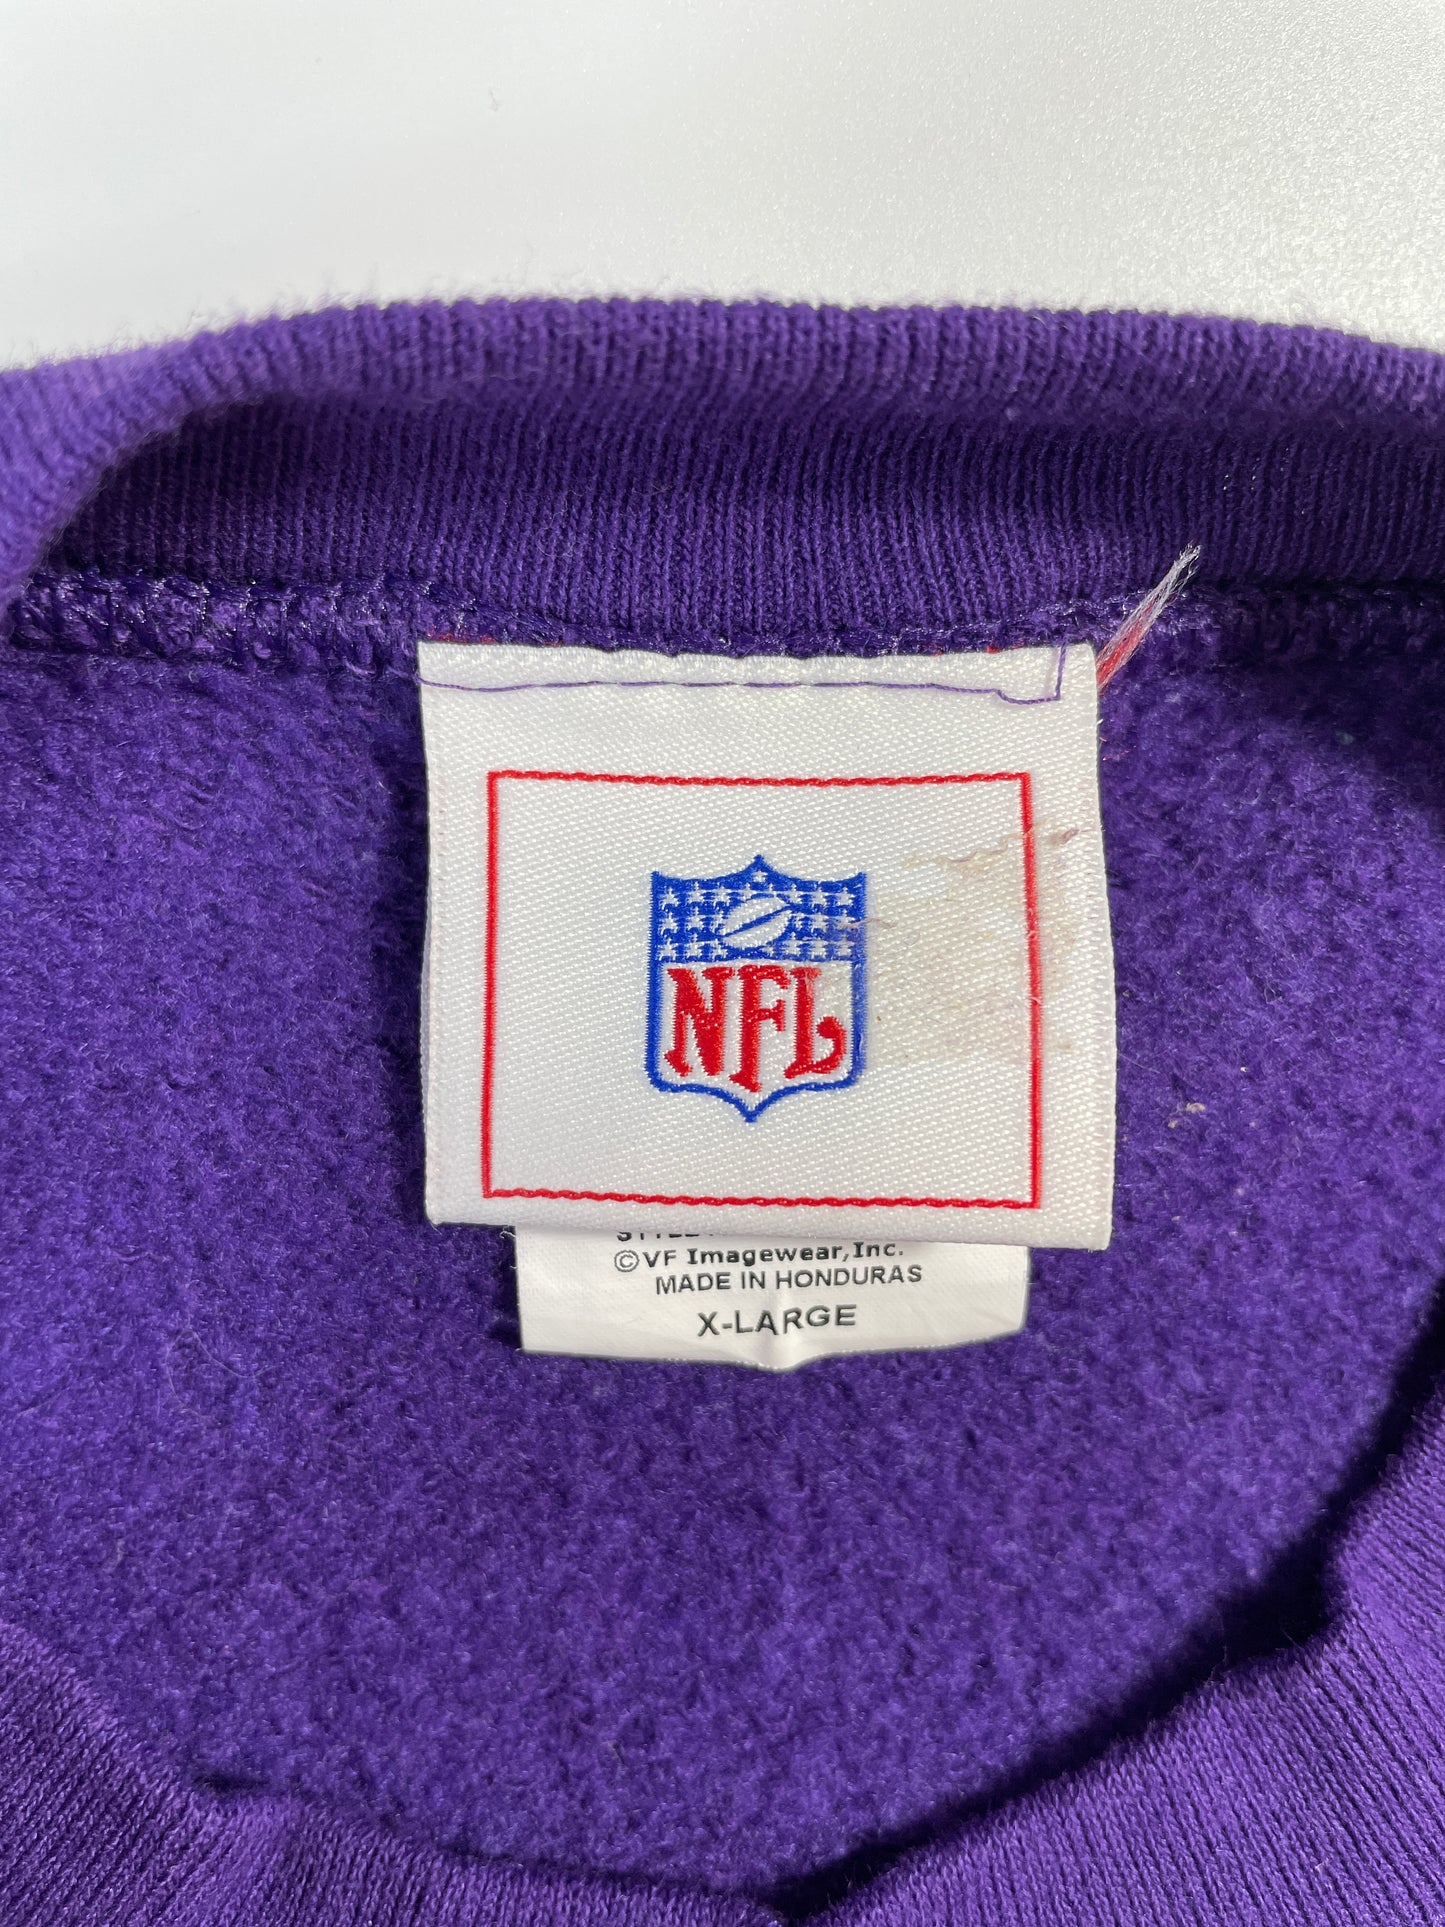 NFL
©VF Imagewear,Inc.
MADE IN HONDURAS
X-LARGE